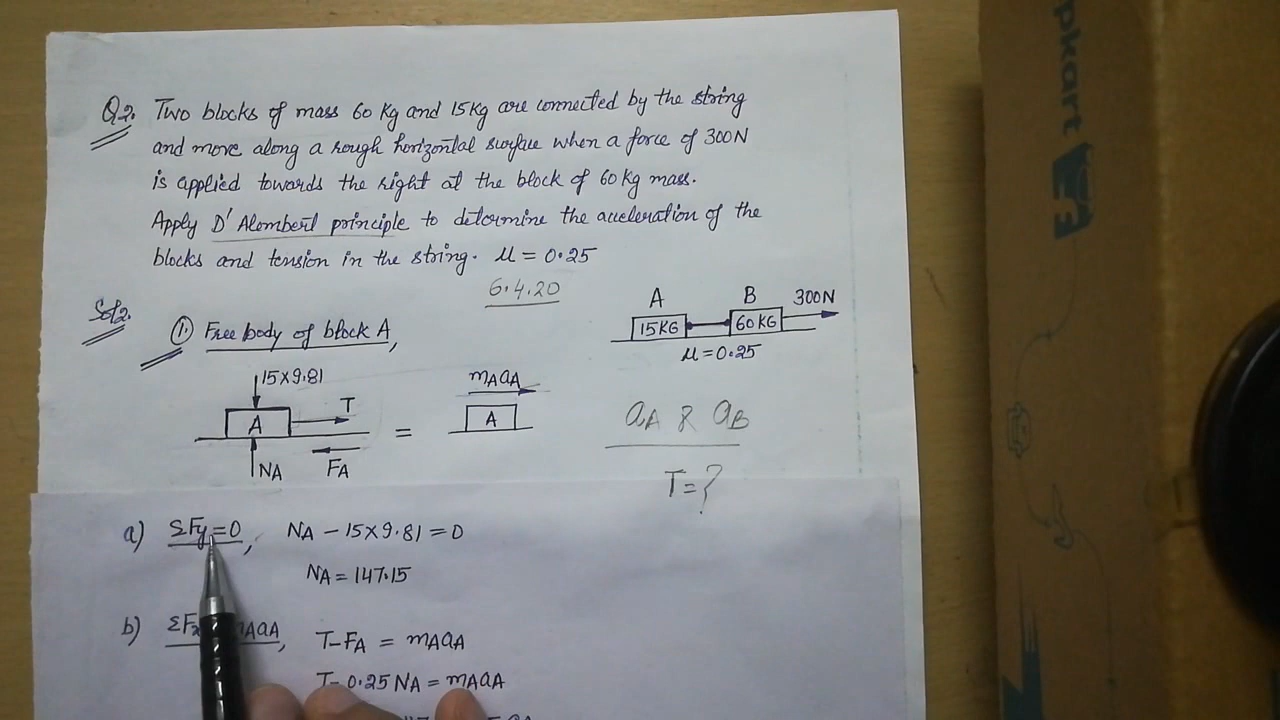 Q2. Two blocks of mass 60 Kg and 15Kg are connected by the string
and move along a rough horizontal surface when a force of 300N
is applied towards the right at the block of 60 Kg mass.
Apply D'Alembert principle to determine the acceleration of the
blocks and tension in the string. μ = 0.25
6.4.20
Sol2.
① Free body of block A,
A B 300N
15KG 60KG
μ = 0.25
15×9.81
A T
NA FA
=
mAaA
A
aA & aB
T = ?
a) ΣFy = 0, NA – 15×9.81 = 0
NA = 147.15
b) T – FA = mAaA
T – 0.25 NA = mAaA
pkart